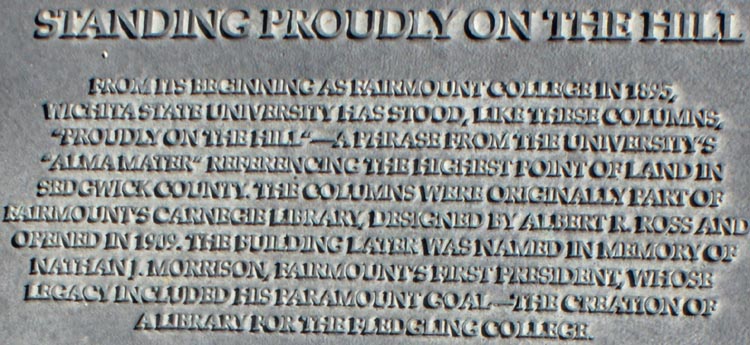 STANDING PROUDLY ON THE HILL
FROM ITS BEGINNING AS FAIRMOUNT COLLEGE IN 1895,
WICHITA STATE UNIVERSITY HAS STOOD, LIKE THESE COLUMNS,
"PROUDLY ON THE HILL"—A PHRASE FROM THE UNIVERSITY'S
"ALMA MATER" REFERENCING THE HIGHEST POINT OF LAND IN
SEDGWICK COUNTY. THE COLUMNS WERE ORIGINALLY PART OF
FAIRMOUNT'S CARNEGIE LIBRARY, DESIGNED BY ALBERT R. ROSS AND
OPENED IN 1909. THE BUILDING LATER WAS NAMED IN MEMORY OF
NATHAN J. MORRISON, FAIRMOUNT'S FIRST PRESIDENT, WHOSE
LEGACY INCLUDED HIS PARAMOUNT GOAL—THE CREATION OF
A LIBRARY FOR THE FLEDGLING COLLEGE.